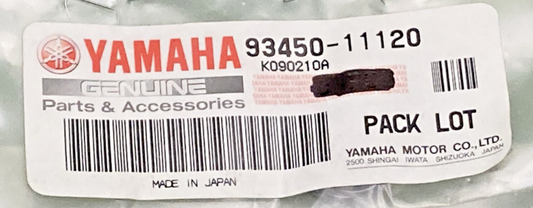 YAMAHA 93450-11120
K090210A
GENUINE
Parts & Accessories
PACK LOT
YAMAHA MOTOR CO.,LTD.
2500 SHINGAI IWATA SHIZUOKA JAPAN
MADE IN JAPAN